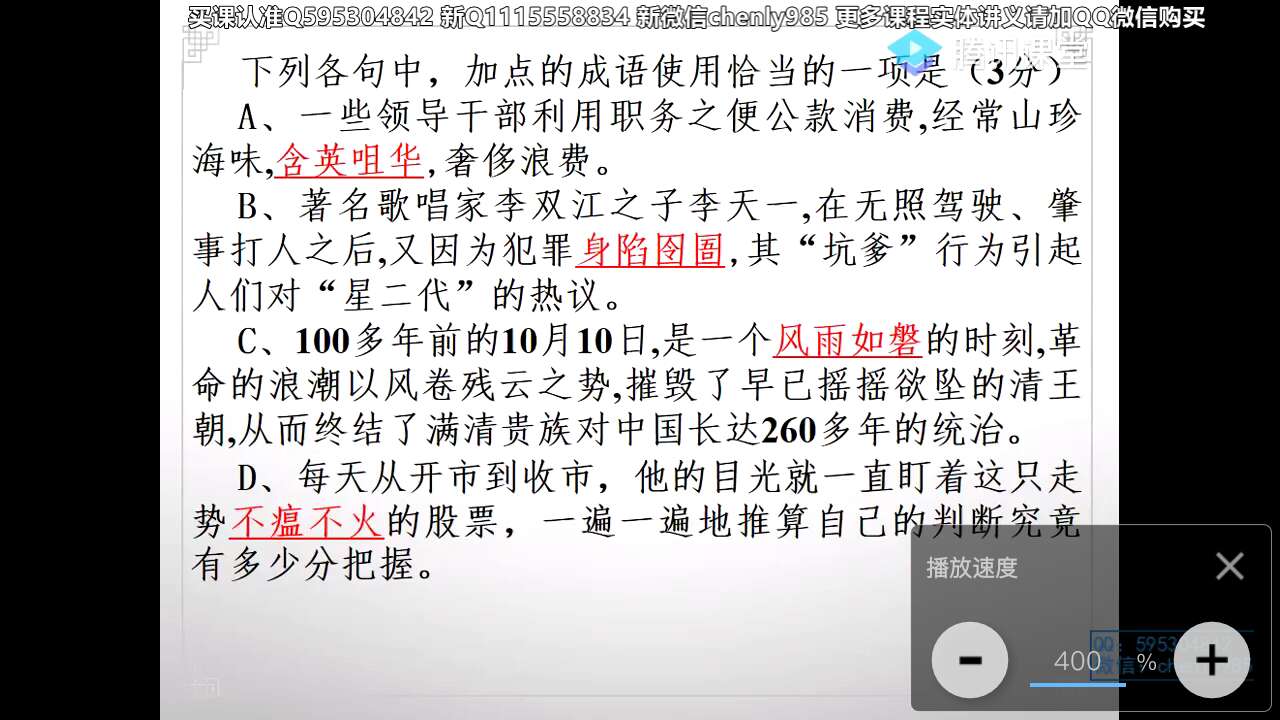 买课认准Q595304842 新Q1115558834 新微信chenly985 更多课程实体讲义请加QQ微信购买
腾讯课堂
下列各句中，加点的成语使用恰当的一项是（3分）
A、一些领导干部利用职务之便公款消费,经常山珍
海味,含英咀华,奢侈浪费。
B、著名歌唱家李双江之子李天一,在无照驾驶、肇
事打人之后,又因为犯罪身陷囹圄,其“坑爹”行为引起
人们对“星二代”的热议。
C、100多年前的10月10日,是一个风雨如磐的时刻,革
命的浪潮以风卷残云之势,摧毁了早已摇摇欲坠的清王
朝,从而终结了满清贵族对中国长达260多年的统治。
D、每天从开市到收市，他的目光就一直盯着这只走
势不瘟不火的股票，一遍一遍地推算自己的判断究竟
有多少分把握。
播放速度
- 400 % +